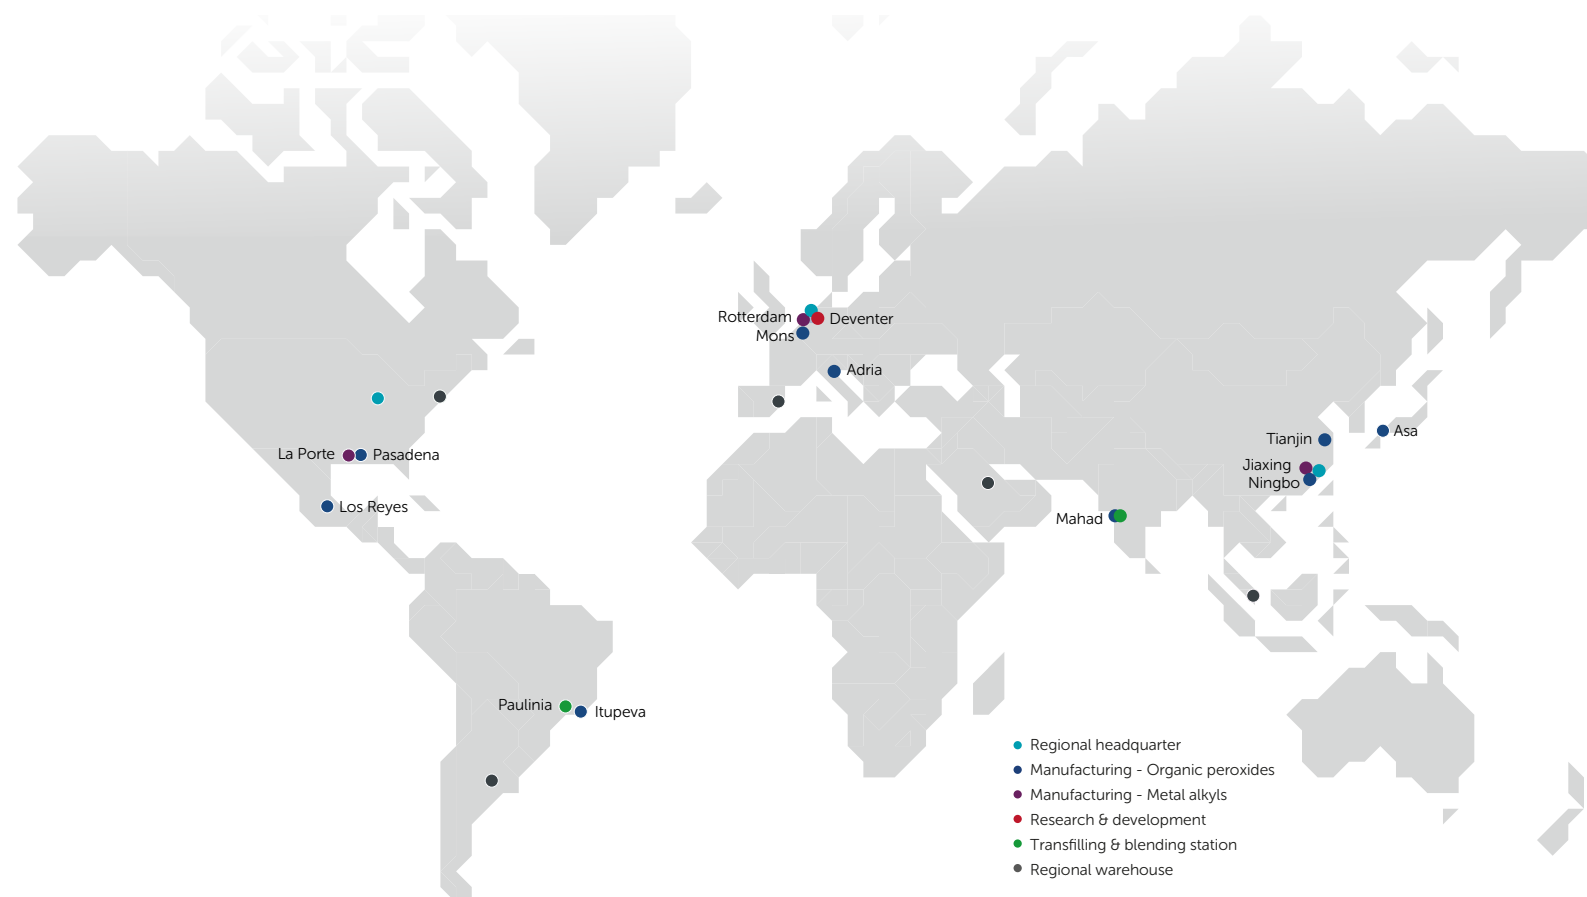 Rotterdam
Deventer
Mons
Adria
La Porte
Pasadena
Los Reyes
Tianjin
Asa
Jiaxing
Ningbo
Mahad
Paulinia
Itupeva
Regional headquarter
Manufacturing - Organic peroxides
Manufacturing - Metal alkyls
Research & development
Transfilling & blending station
Regional warehouse